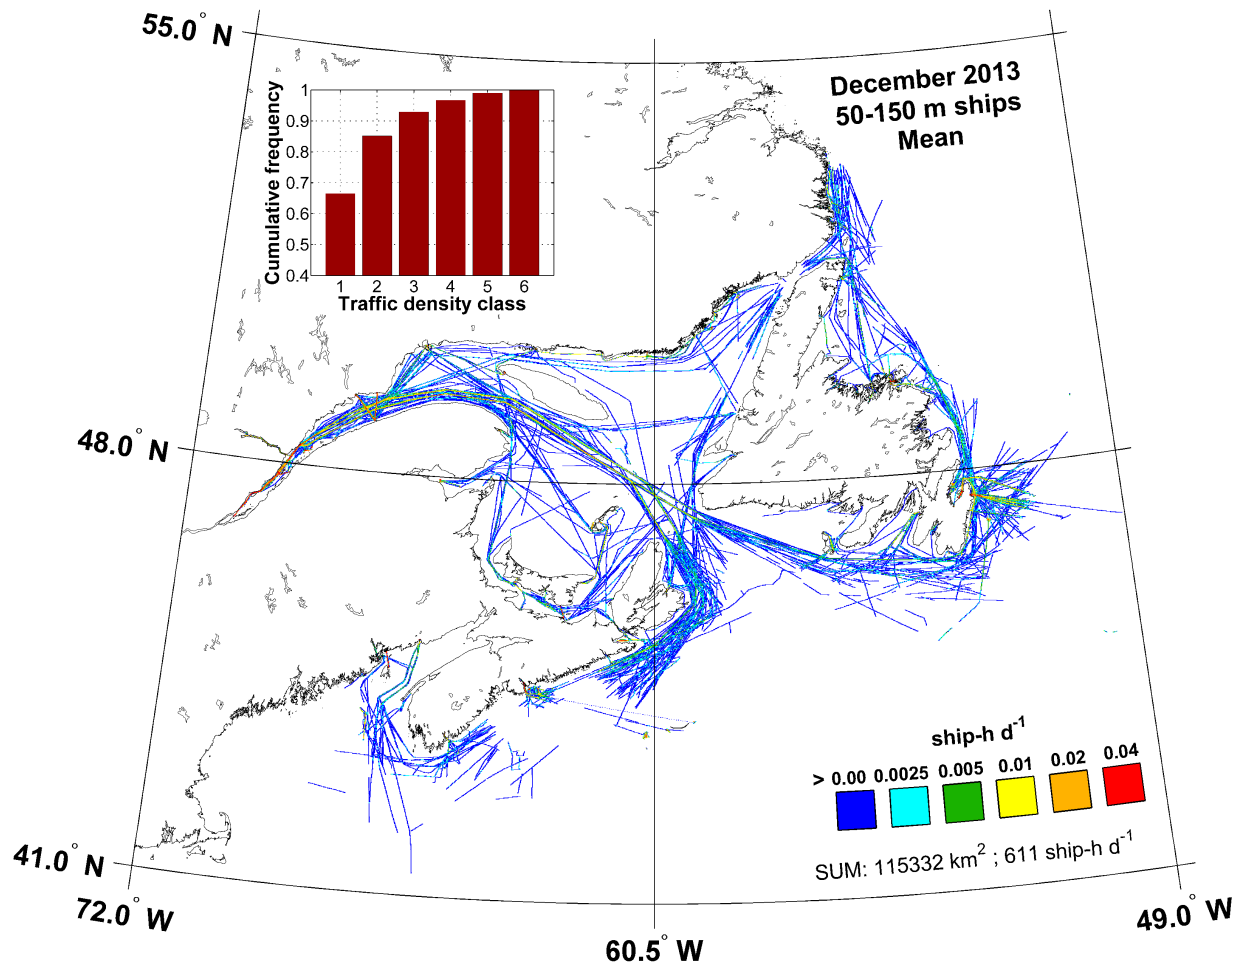 55.0° N
December 2013
50-150 m ships
Mean
Cumulative frequency
1
0.9
0.8
0.7
0.6
0.5
0.4
1 2 3 4 5 6
Traffic density class
48.0° N
ship-h d⁻¹
> 0.00 0.0025 0.005 0.01 0.02 0.04
SUM: 115332 km² ; 611 ship-h d⁻¹
41.0° N
72.0° W
60.5° W
49.0° W